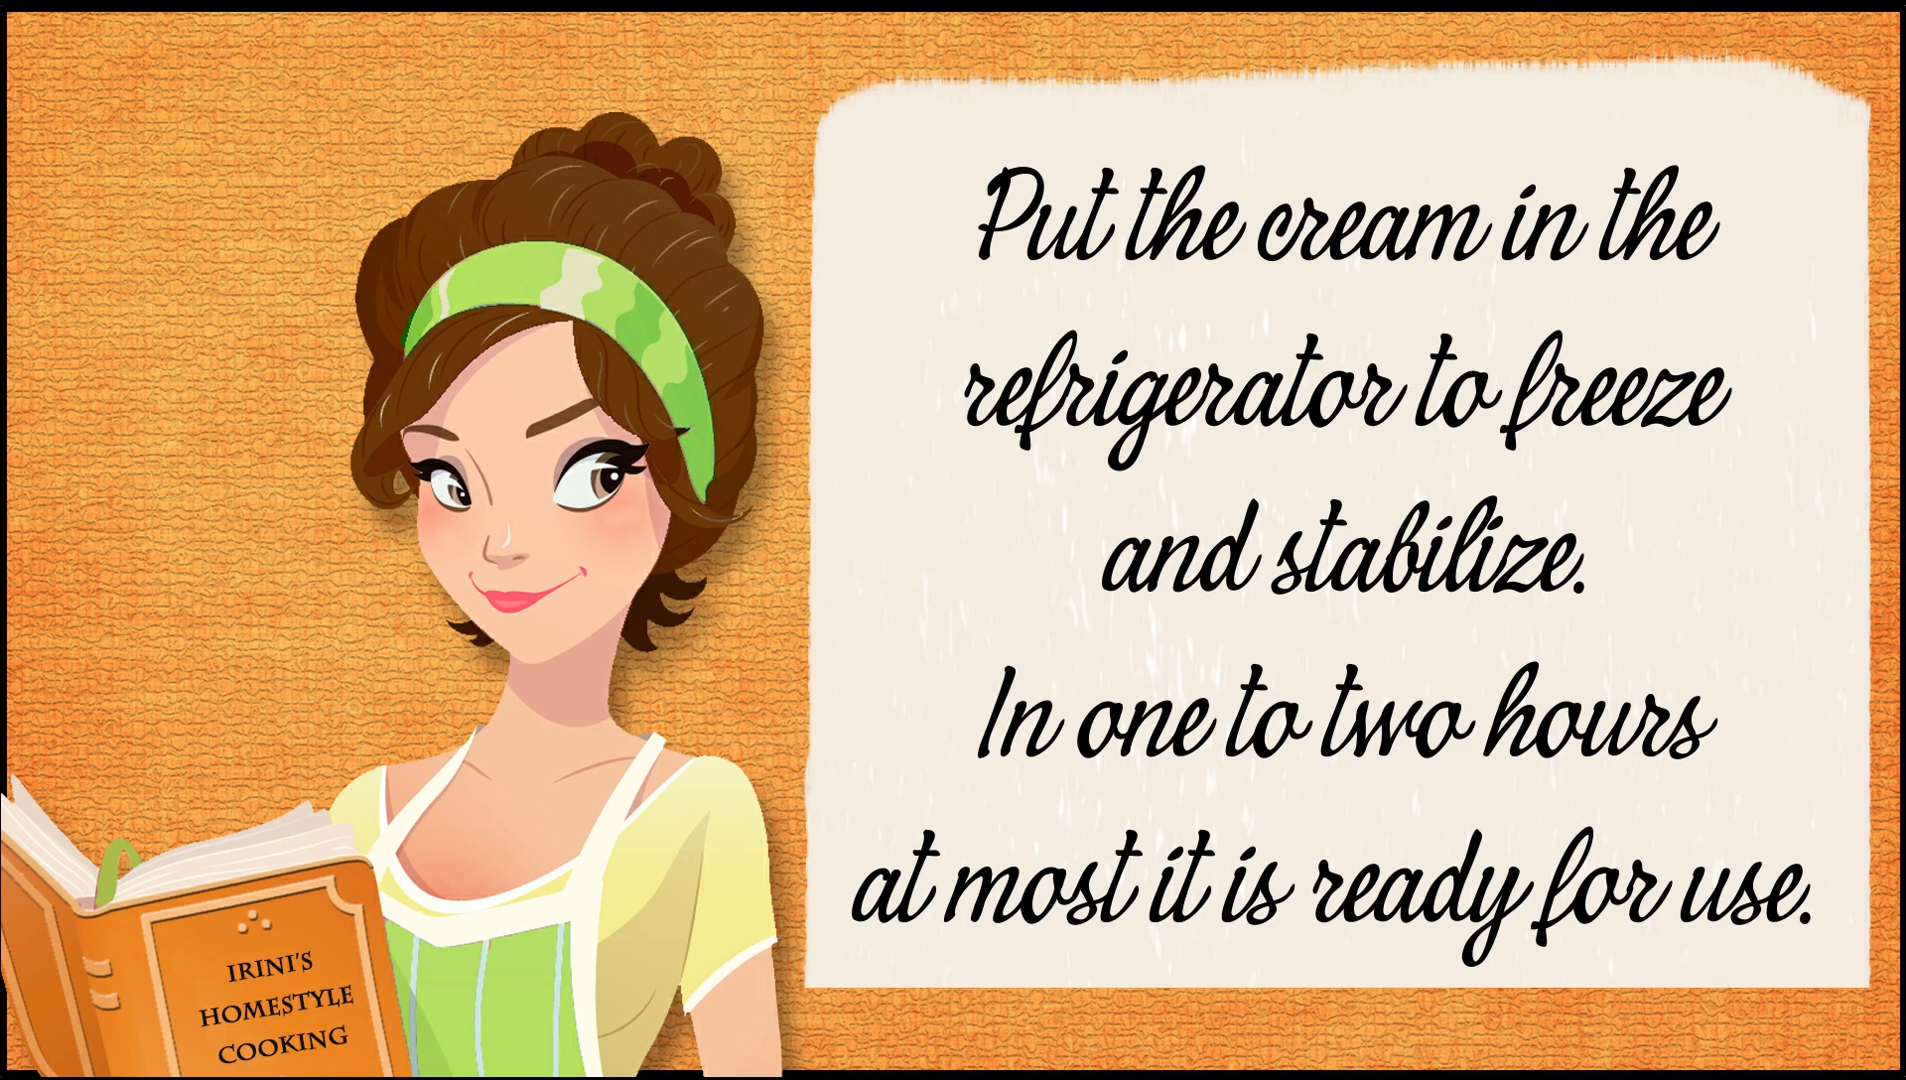 Put the cream in the
refrigerator to freeze
and stabilize.
In one to two hours
at most it is ready for use.
IRINI'S
HOMESTYLE
COOKING